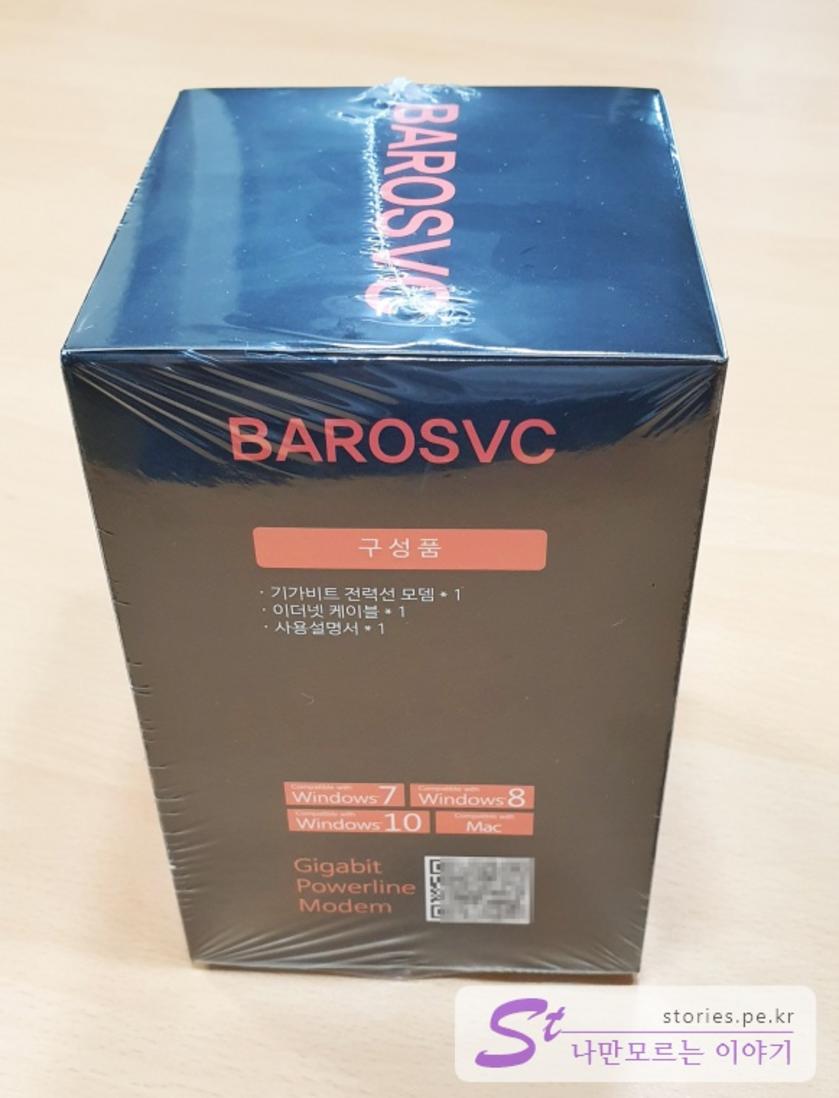 BAROSVC
BAROSVC
구성품
· 기가비트 전력선 모뎀 * 1
· 이더넷 케이블 * 1
· 사용설명서 * 1
Compatible with
Windows 7
Compatible with
Windows 8
Compatible with
Windows 10
Compatible with
Mac
Gigabit
Powerline
Modem
St
stories.pe.kr
나만모르는 이야기